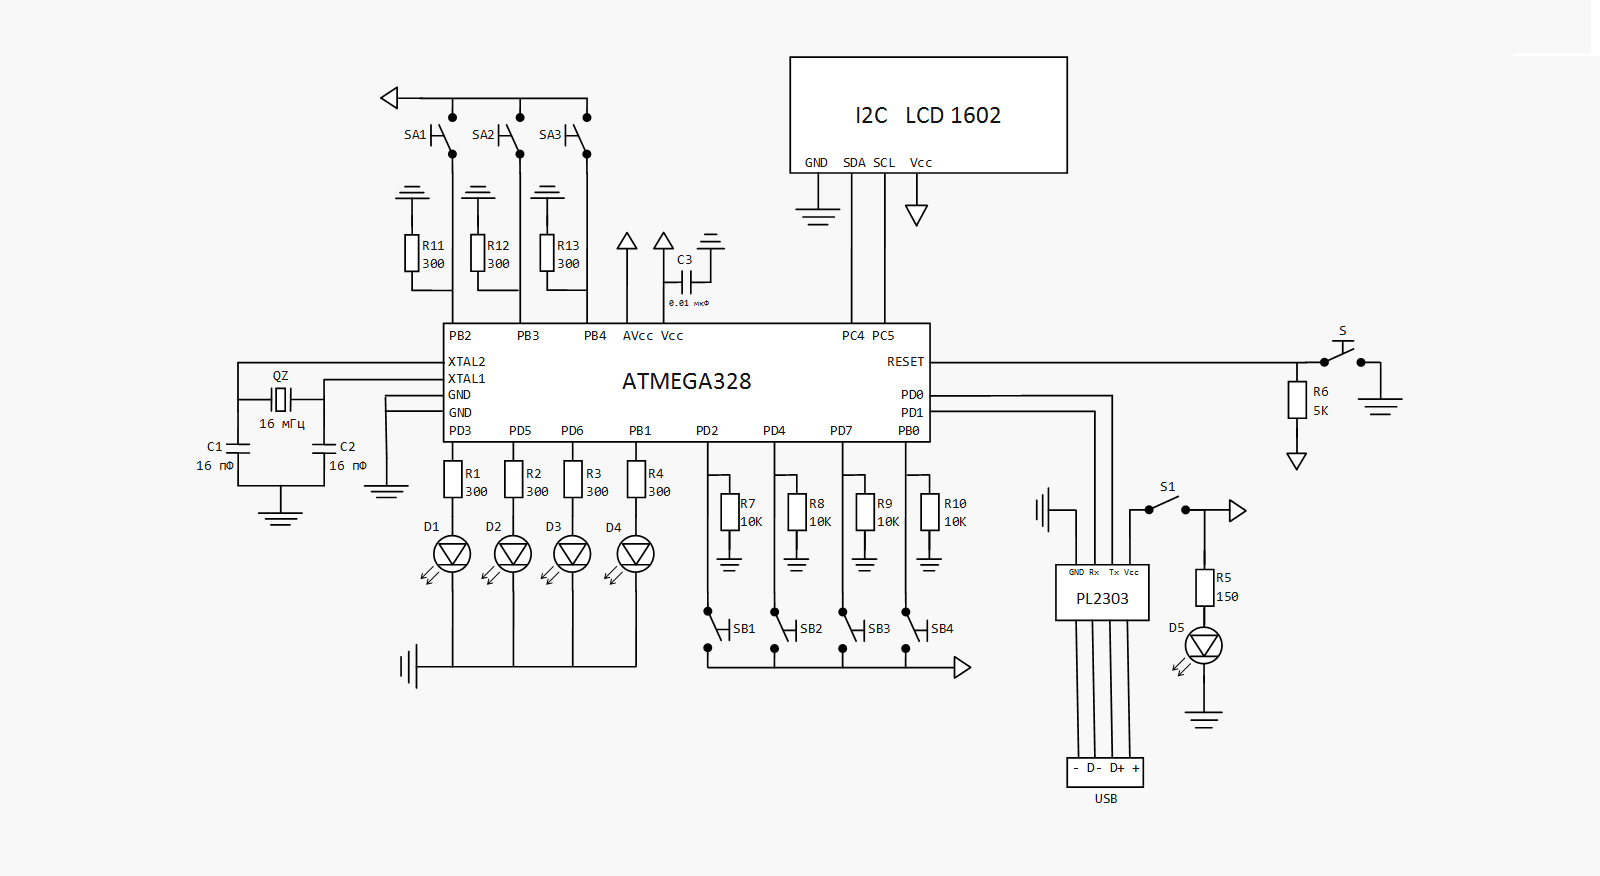 I2C LCD 1602
GND SDA SCL Vcc
SA1 SA2 SA3
R11
300
R12
300
R13
300
C3
0.01 мкФ
PB2 PB3 PB4 AVcc Vcc PC4 PC5
XTAL2
XTAL1
GND
GND
ATMEGA328
RESET
PD0
PD1
PD3 PD5 PD6 PB1 PD2 PD4 PD7 PB0
QZ
16 мГц
C1
16 пФ
C2
16 пФ
S
R6
5K
R1
300
R2
300
R3
300
R4
300
D1 D2 D3 D4
R7
10K
R8
10K
R9
10K
R10
10K
SB1 SB2 SB3 SB4
S1
GND Rx Tx Vcc
PL2303
R5
150
D5
- D- D+ +
USB